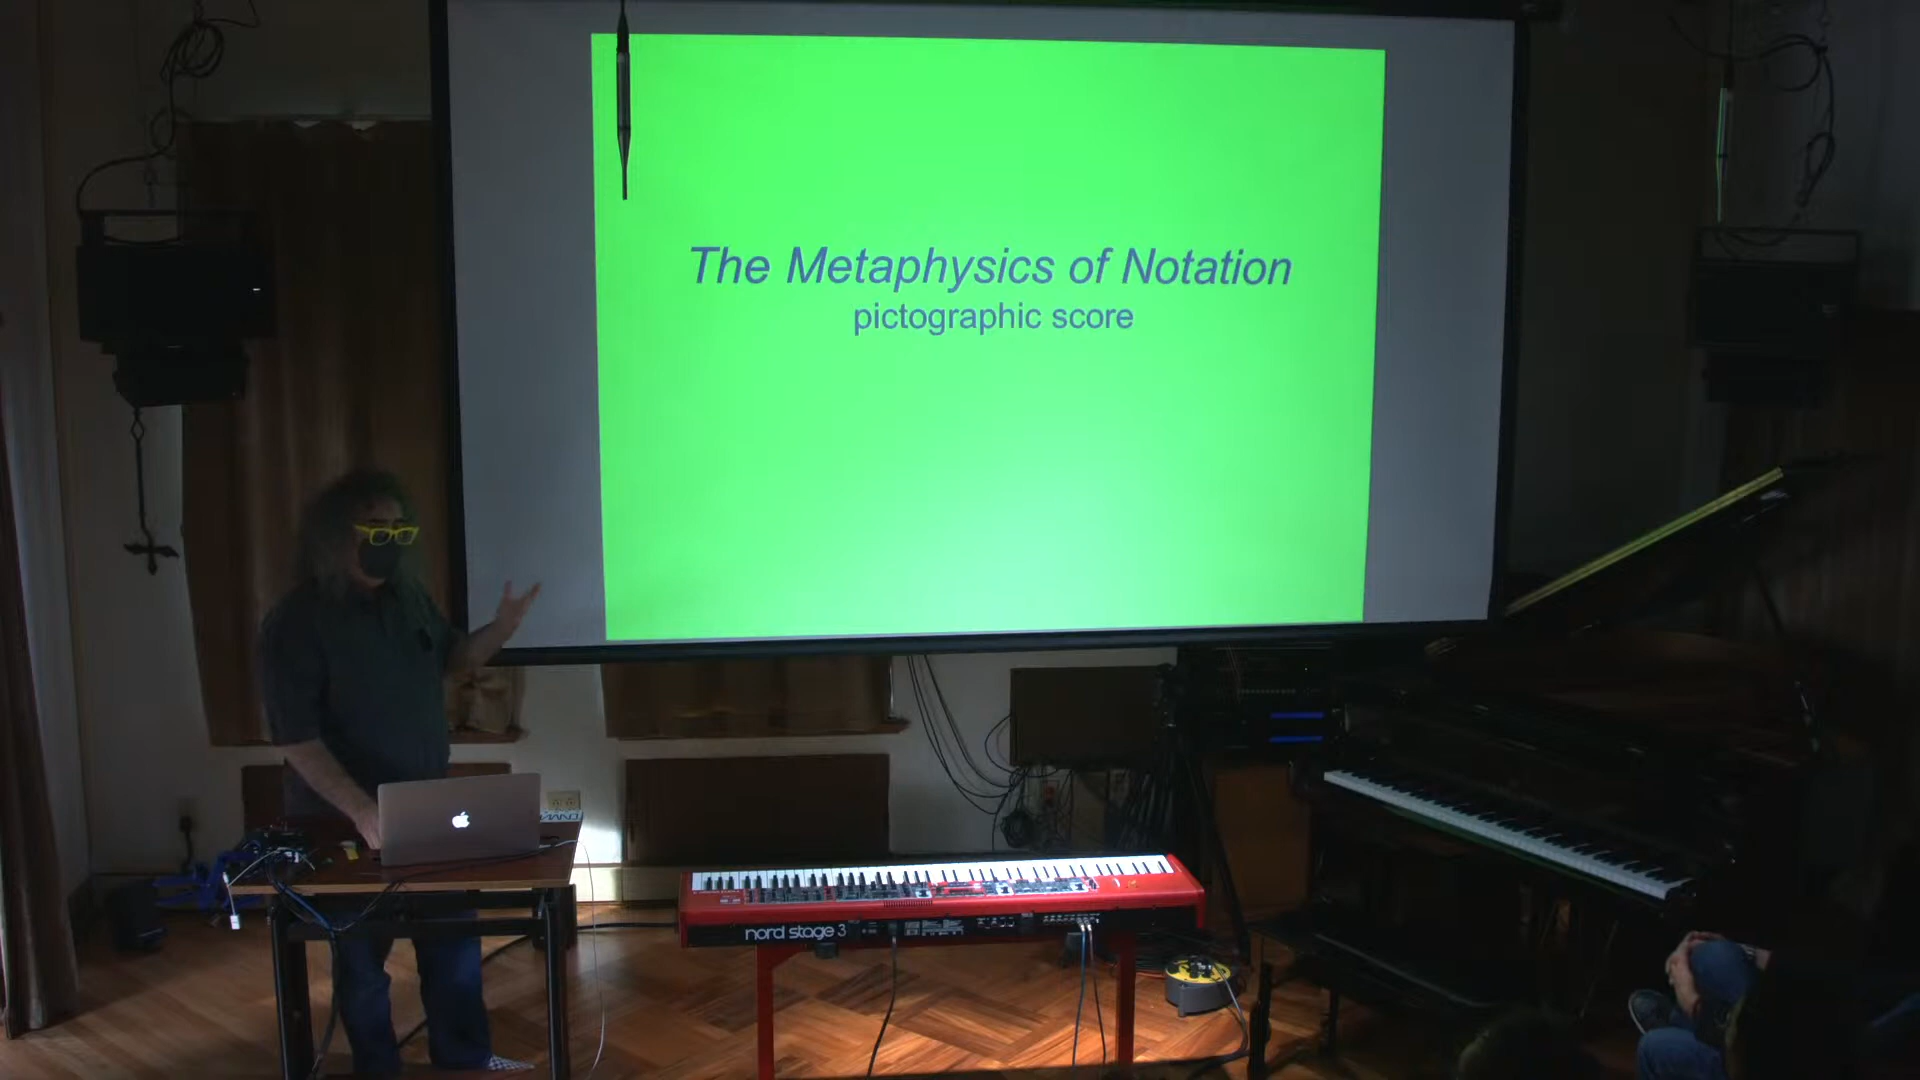 The Metaphysics of Notation
pictographic score
nord stage 3